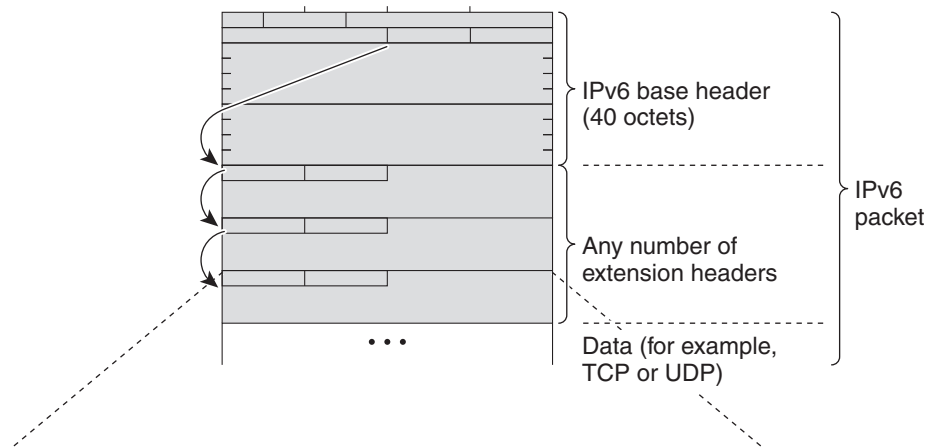 IPv6 base header
(40 octets)
IPv6
packet
Any number of
extension headers
Data (for example,
TCP or UDP)